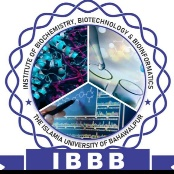 INSTITUTE OF BIOCHEMISTRY, BIOTECHNOLOGY & BIOINFORMATICS
THE ISLAMIA UNIVERSITY OF BAHAWALPUR
IBBB